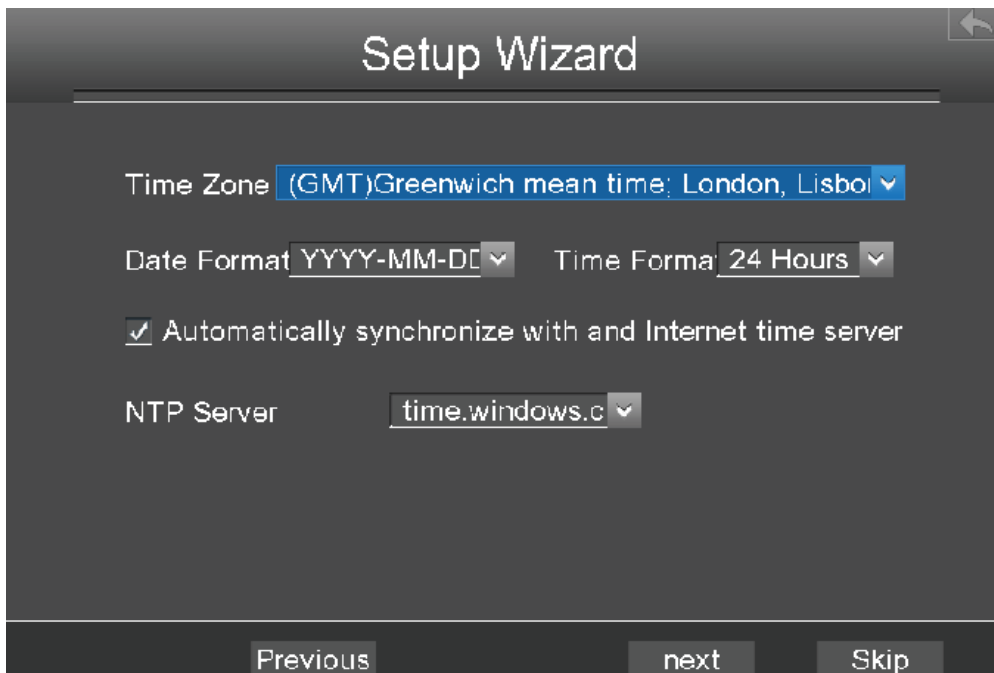 Setup Wizard
Time Zone (GMT)Greenwich mean time; London, Lisbo
Date Format YYYY-MM-D Time Forma 24 Hours
Automatically synchronize with and Internet time server
NTP Server time.windows.c
Previous next Skip